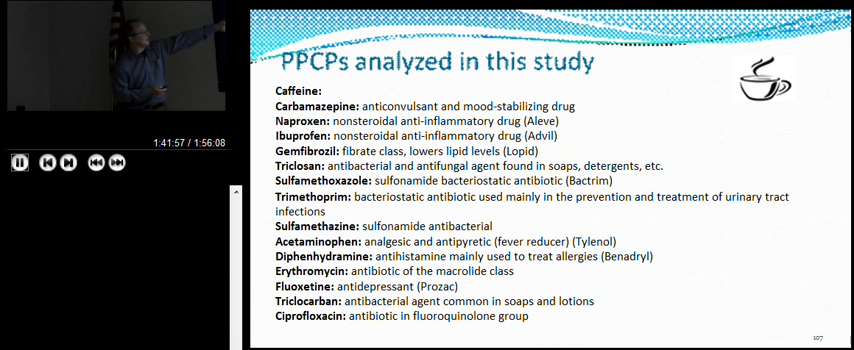 1:41:57 / 1:56:08
PPCPs analyzed in this study
Caffeine:
Carbamazepine: anticonvulsant and mood-stabilizing drug
Naproxen: nonsteroidal anti-inflammatory drug (Aleve)
Ibuprofen: nonsteroidal anti-inflammatory drug (Advil)
Gemfibrozil: fibrate class, lowers lipid levels (Lopid)
Triclosan: antibacterial and antifungal agent found in soaps, detergents, etc.
Sulfamethoxazole: sulfonamide bacteriostatic antibiotic (Bactrim)
Trimethoprim: bacteriostatic antibiotic used mainly in the prevention and treatment of urinary tract
infections
Sulfamethazine: sulfonamide antibacterial
Acetaminophen: analgesic and antipyretic (fever reducer) (Tylenol)
Diphenhydramine: antihistamine mainly used to treat allergies (Benadryl)
Erythromycin: antibiotic of the macrolide class
Fluoxetine: antidepressant (Prozac)
Triclocarban: antibacterial agent common in soaps and lotions
Ciprofloxacin: antibiotic in fluoroquinolone group
107